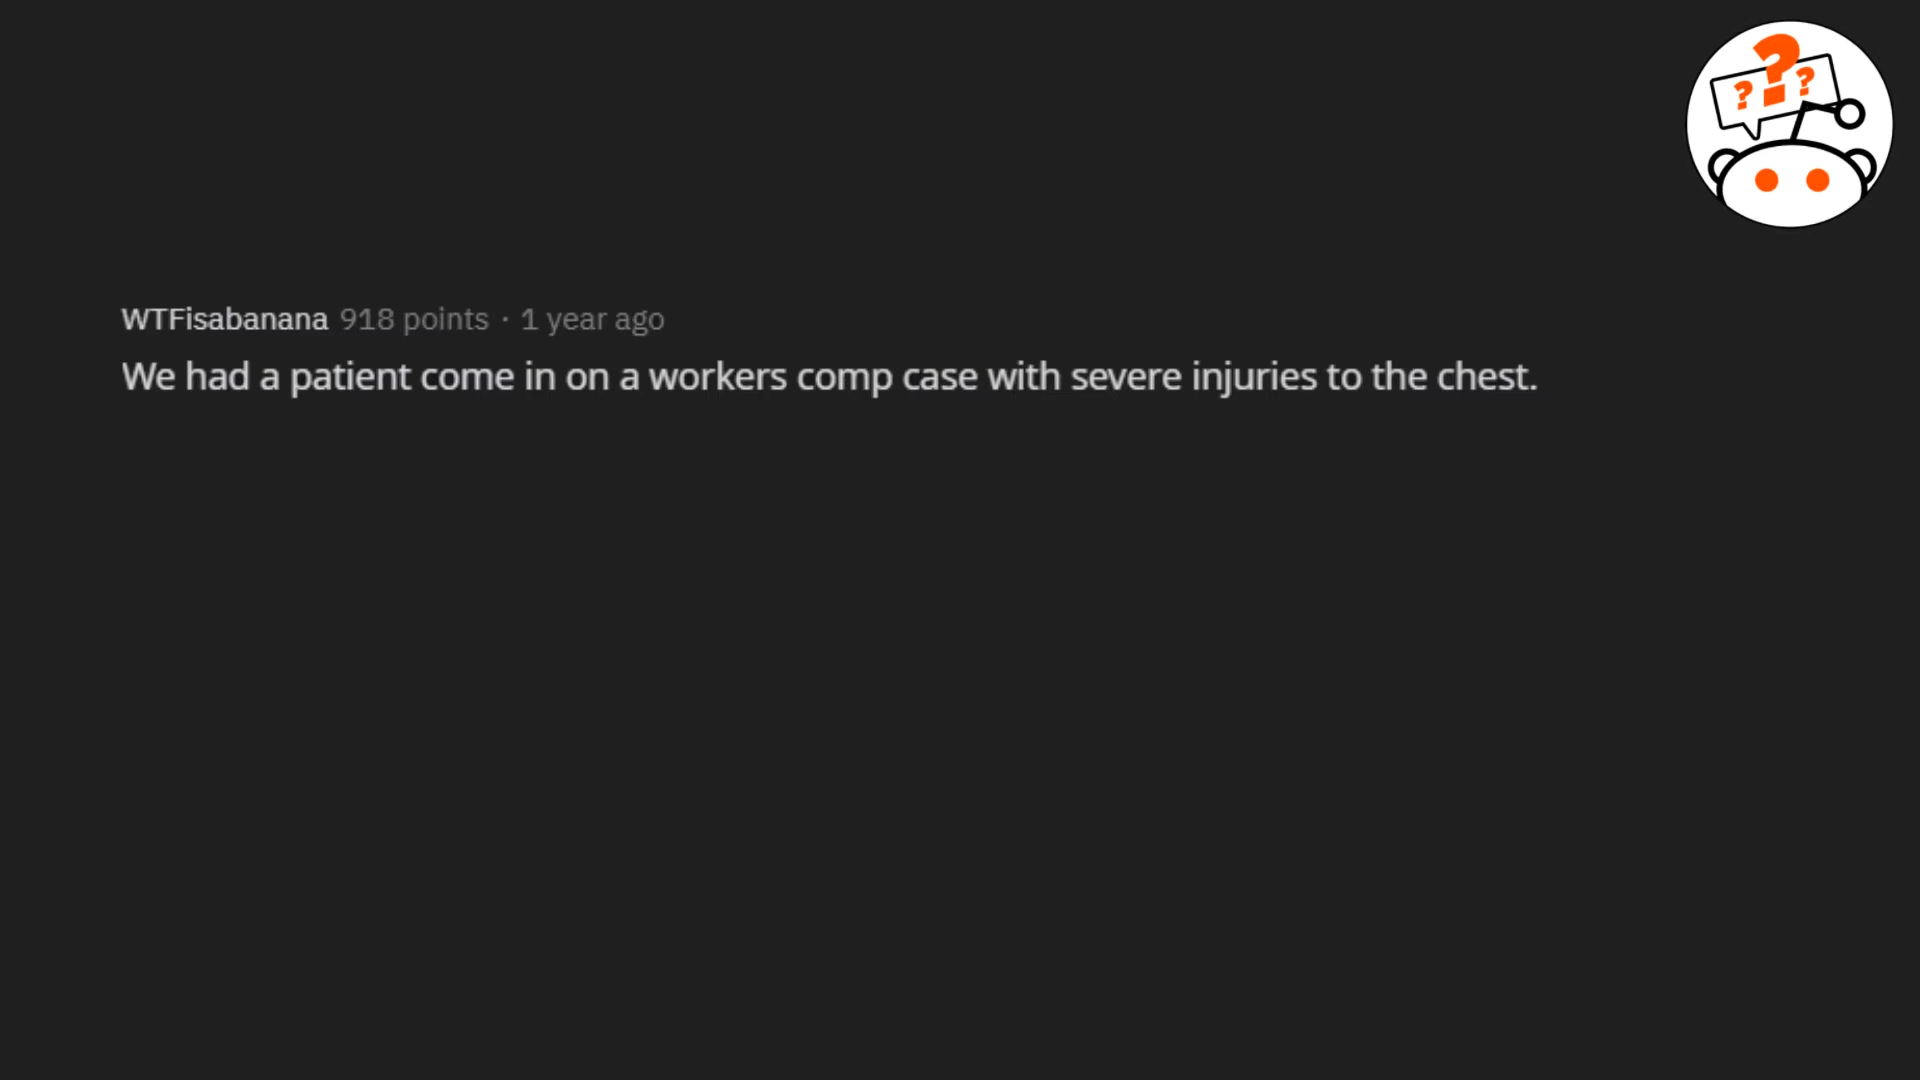 ? ? ?
WTFisabanana 918 points · 1 year ago
We had a patient come in on a workers comp case with severe injuries to the chest.